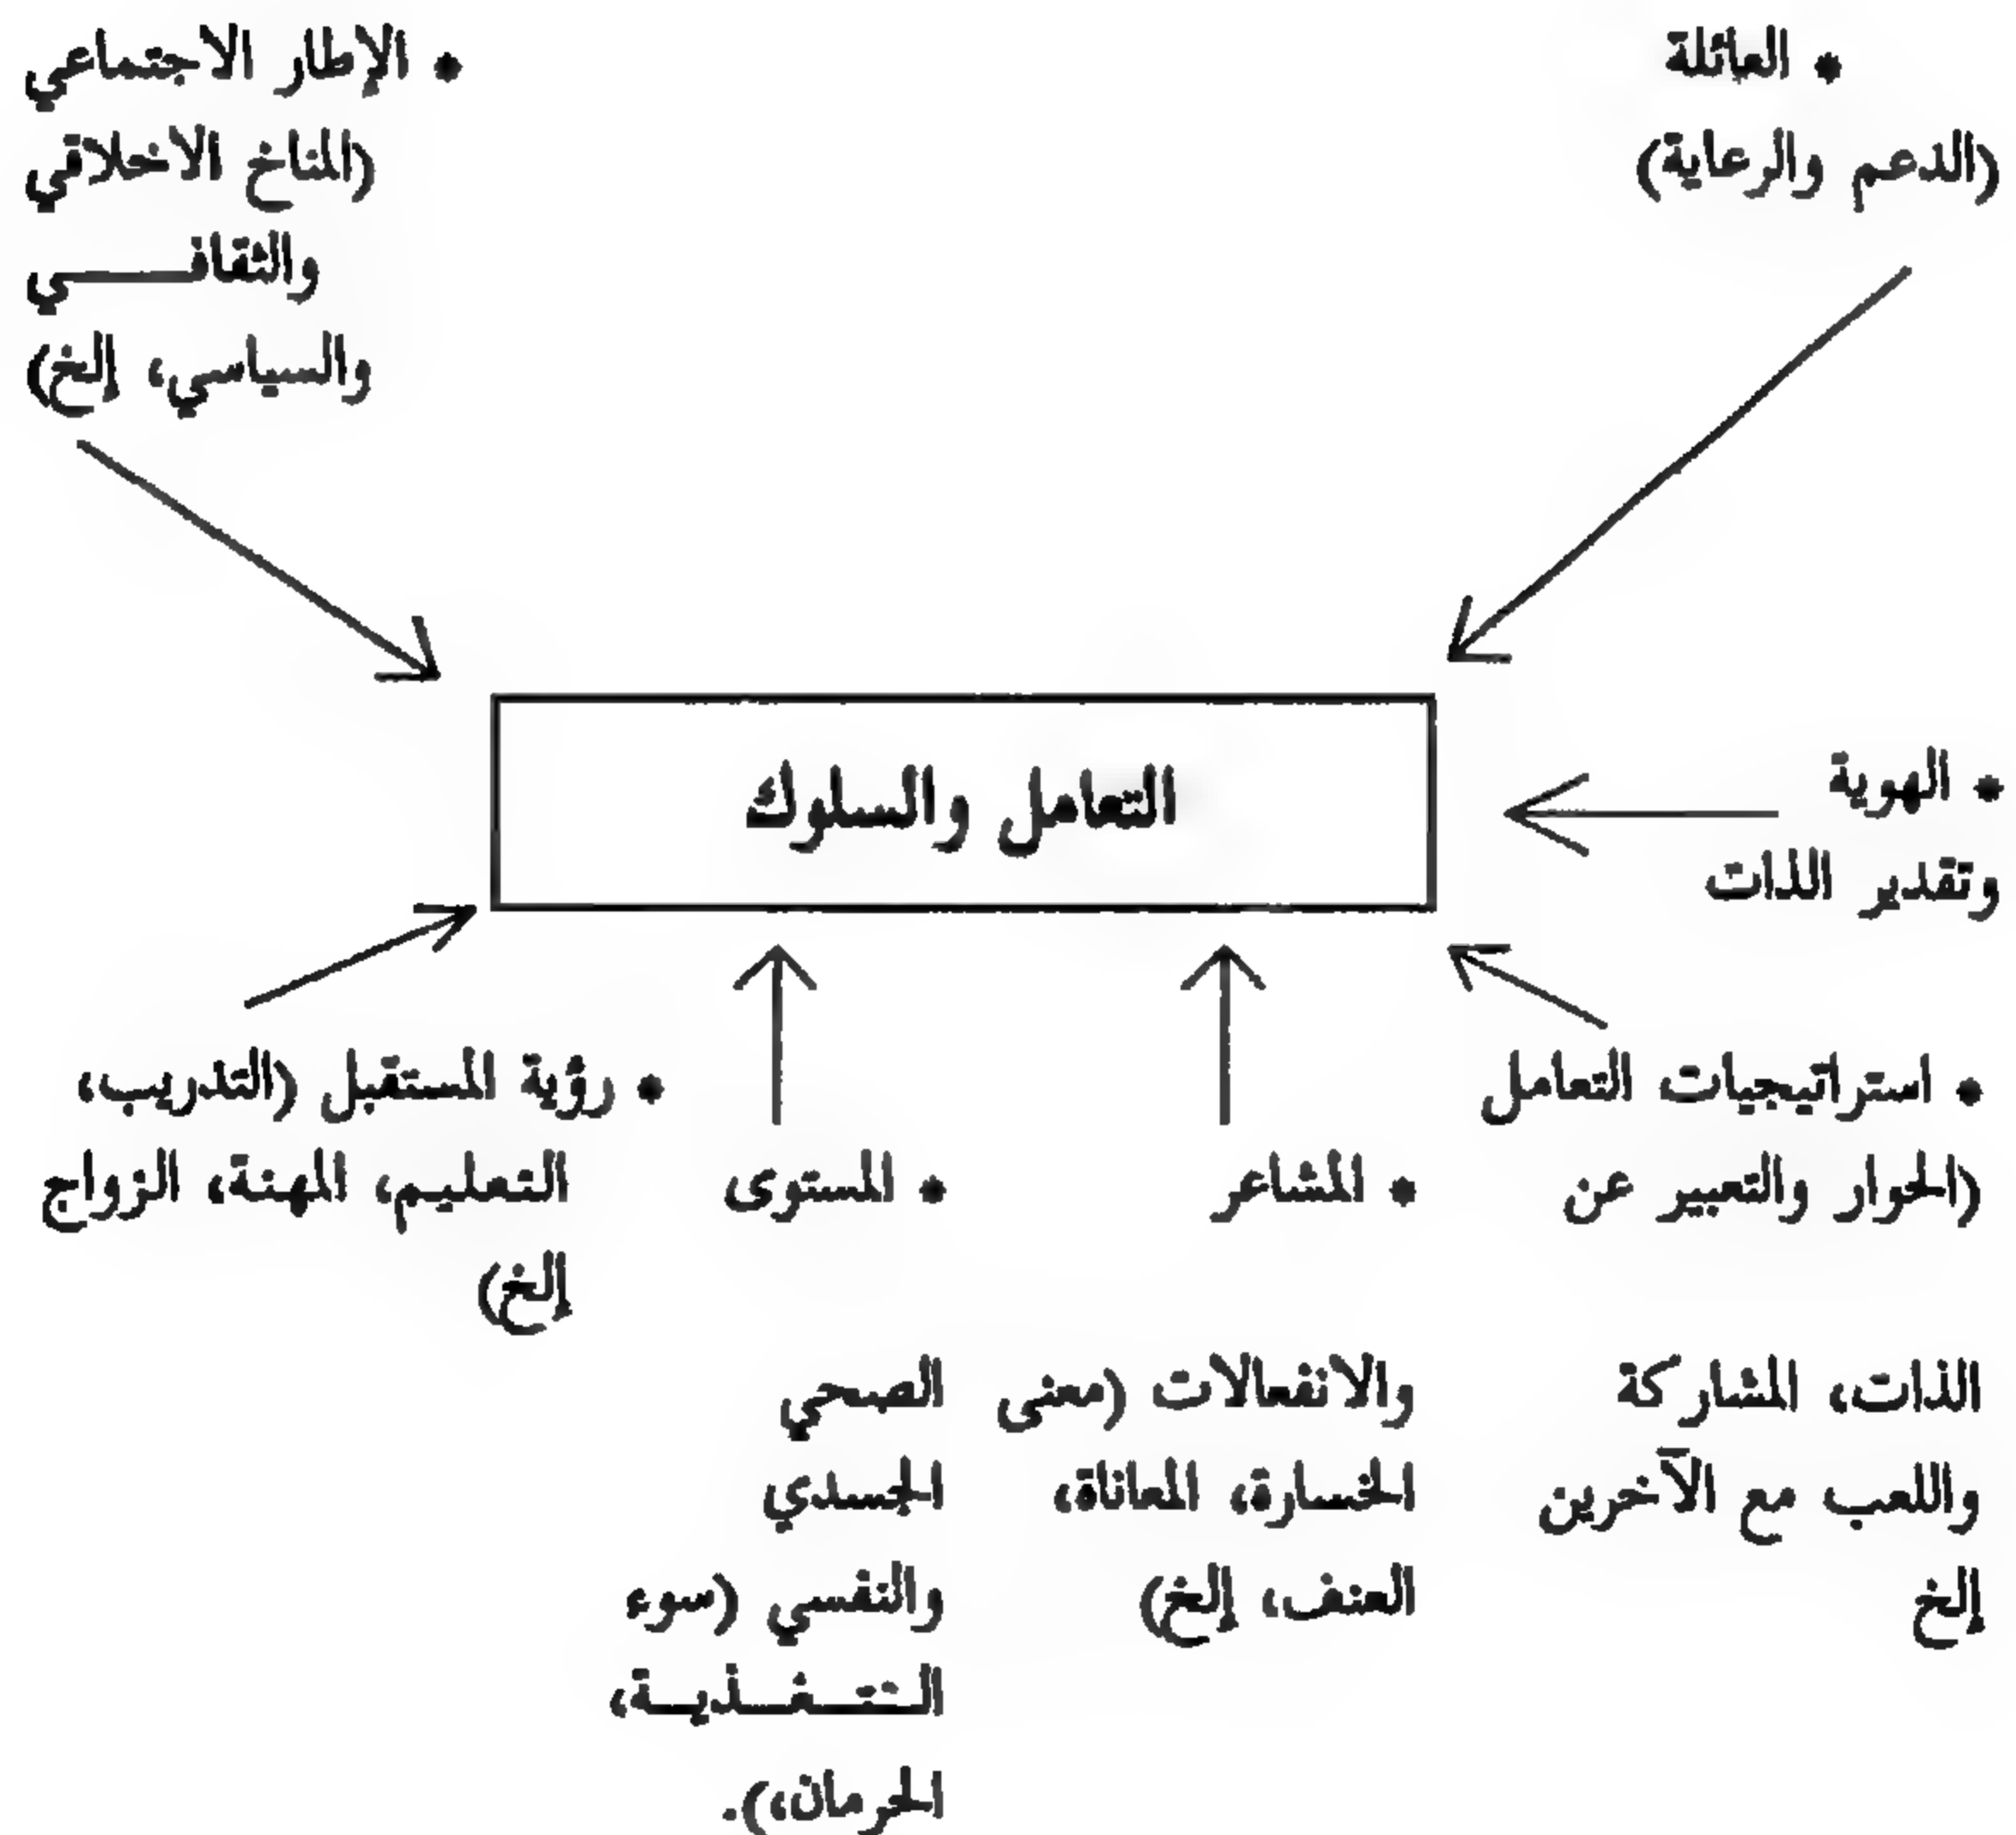 * العائلة
(الدعم والرعاية)
* الإطار الاجتماعي
(المناخ الاخلاقي
والثقافـــــي
والسياسي، إلخ)
التعامل والسلوك
* الهوية
وتقدير الذات
* استراتيجيات التعامل
(الحوار والتعبير عن
الذات، المشاركة
واللعب مع الآخرين
إلخ
* المشاعر
والانفعالات (معنى
الخسارة، المعاناة،
العنف، إلخ)
* المستوى
الصحي
الجسدي
والنفسي (سوء
الـتـغـذيـة،
الحرمان،).
* رؤية المستقبل (التدريب،
التعليم، المهنة، الزواج
إلخ)